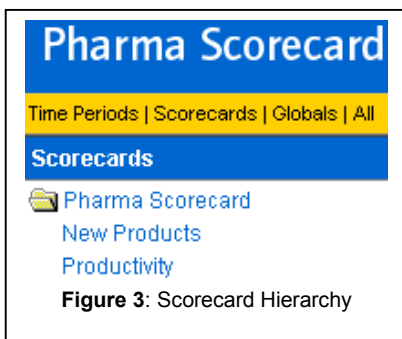 Pharma Scorecard
Time Periods | Scorecards | Globals | All
Scorecards
Pharma Scorecard
New Products
Productivity
Figure 3: Scorecard Hierarchy